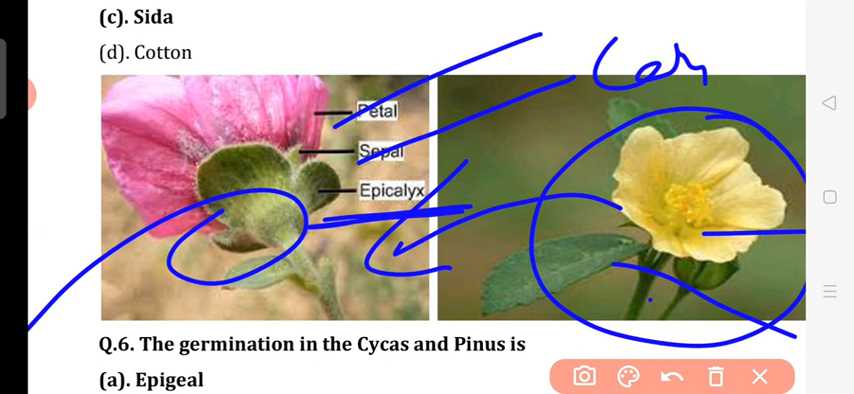 (c). Sida
(d). Cotton
Petal
Sepal
Epicalyx
Q.6. The germination in the Cycas and Pinus is
(a). Epigeal